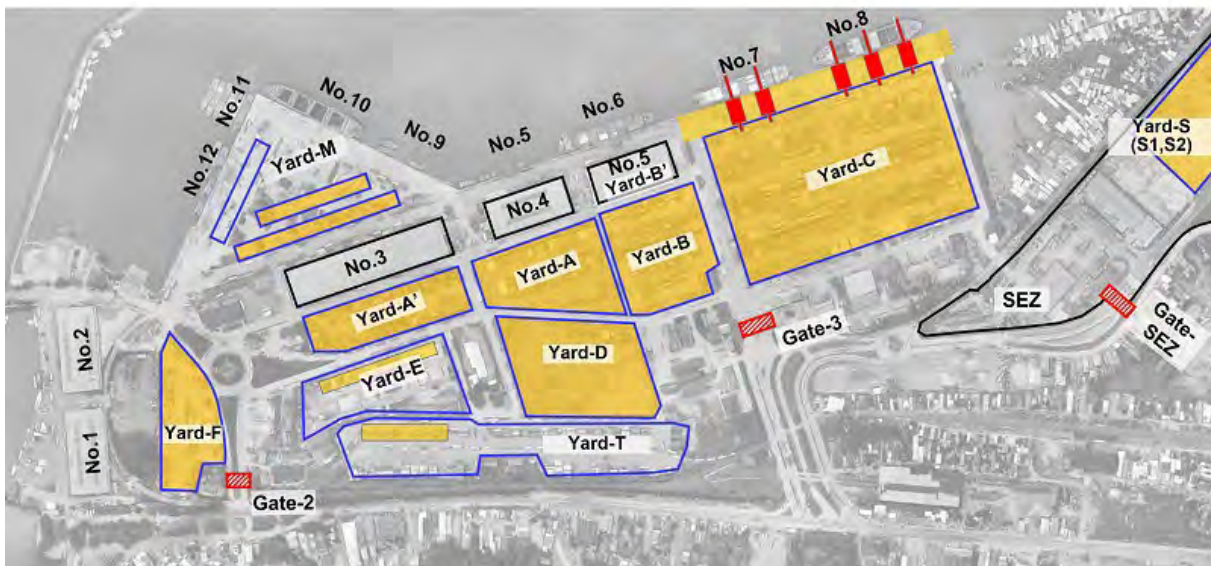 No.11
No.10
No.12
No.9
No.5
No.6
No.7
No.8
Yard-M
No.4
No.5
Yard-B'
Yard-C
Yard-S
(S1,S2)
No.3
Yard-A
Yard-B
Yard-A'
SEZ
Gate-
SEZ
Gate-3
No.2
Yard-E
Yard-D
No.1
Yard-F
Yard-T
Gate-2